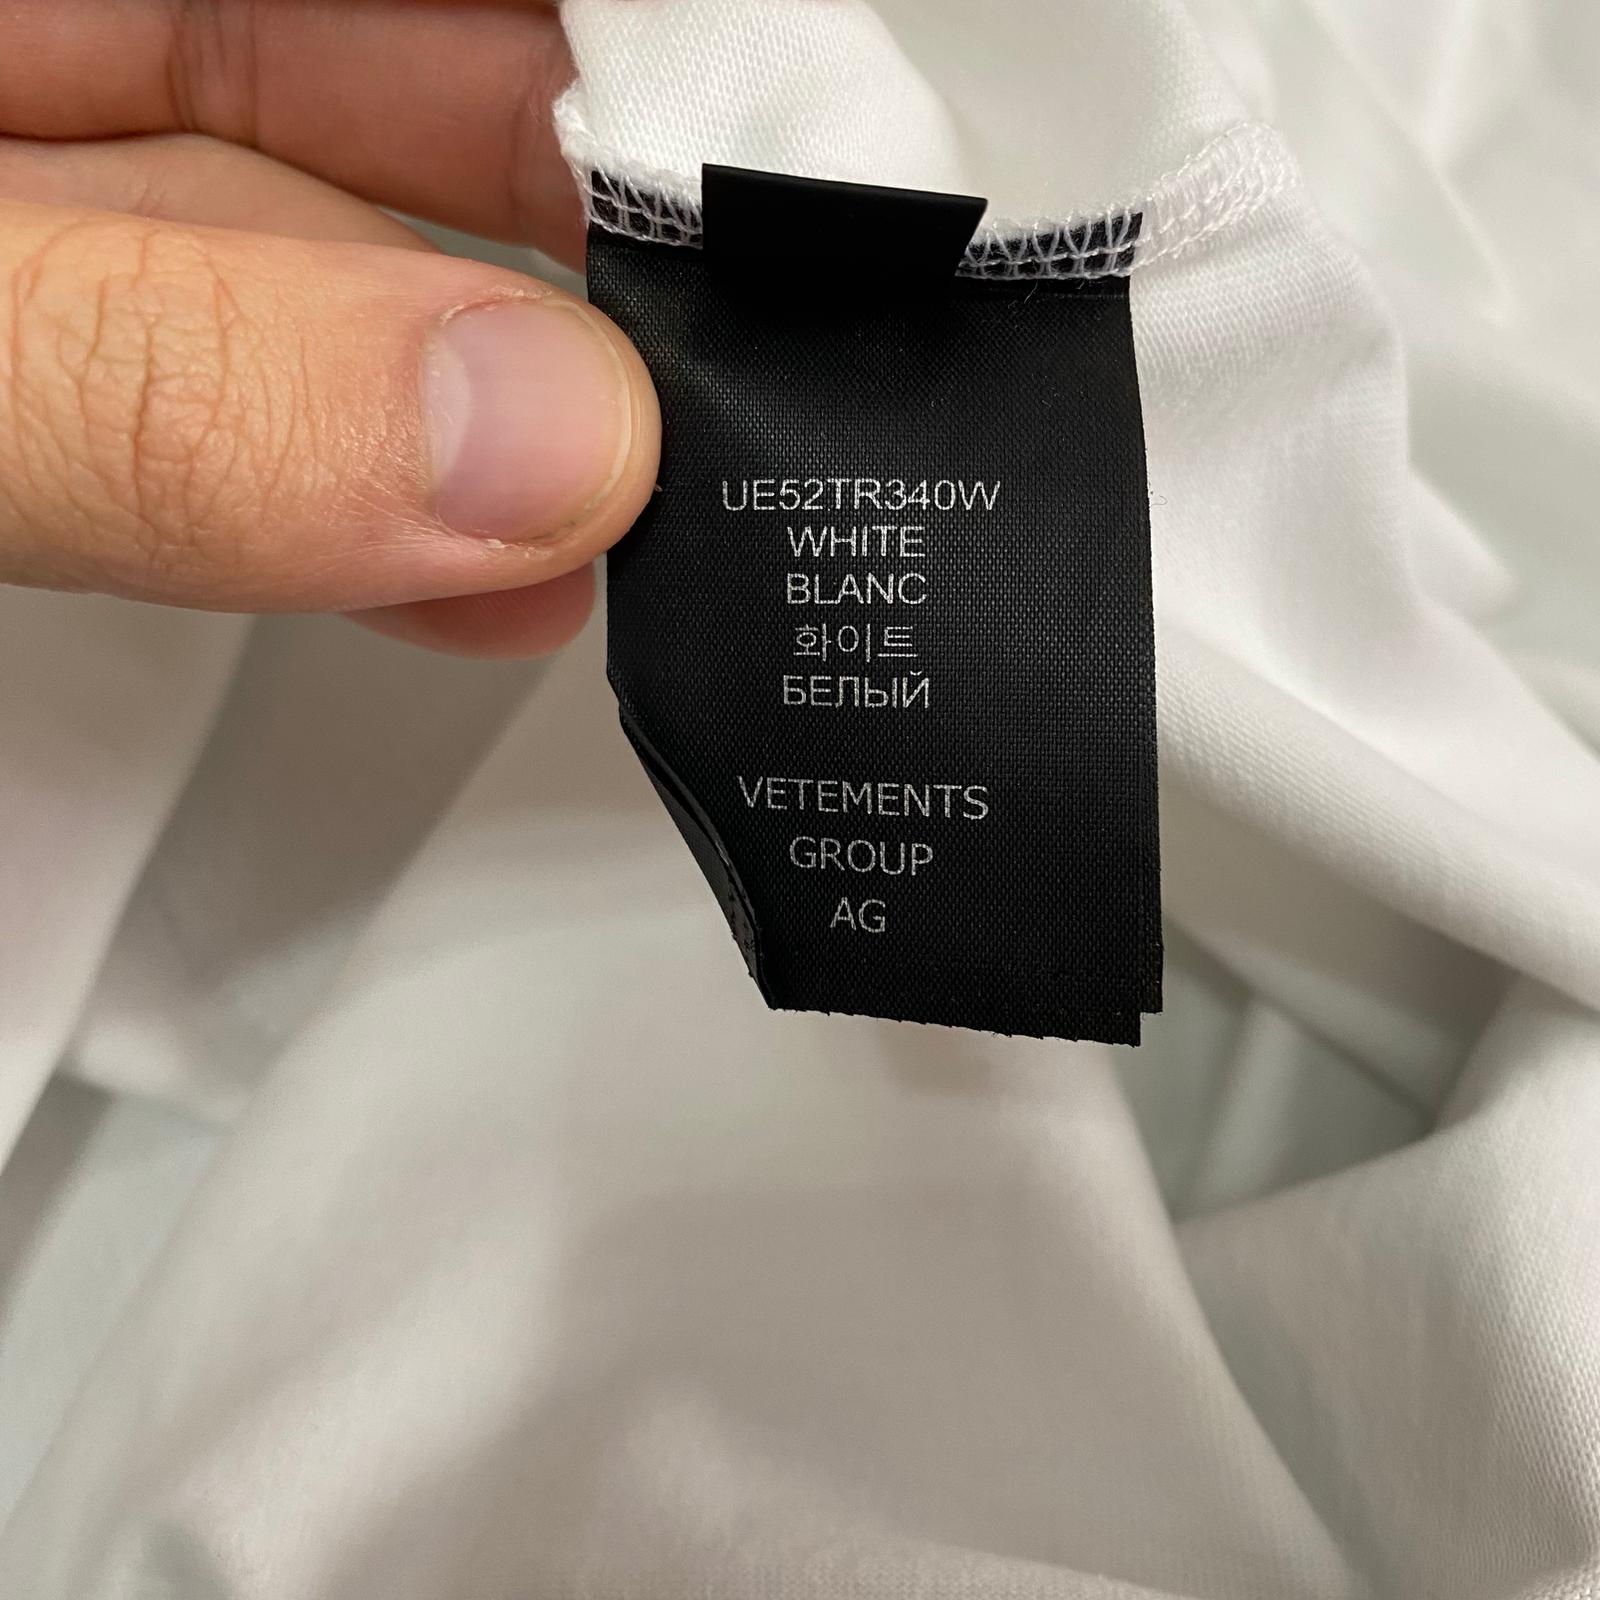 UE52TR340W
WHITE
BLANC
화이트
БЕЛЫЙ
VETEMENTS
GROUP
AG